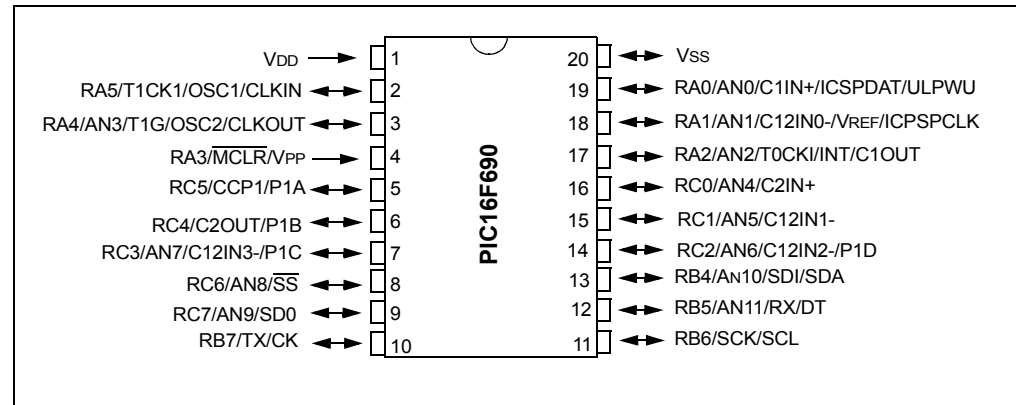 VDD 1
RA5/T1CK1/OSC1/CLKIN 2
RA4/AN3/T1G/OSC2/CLKOUT 3
RA3/MCLR/VPP 4
RC5/CCP1/P1A 5
RC4/C2OUT/P1B 6
RC3/AN7/C12IN3-/P1C 7
RC6/AN8/SS 8
RC7/AN9/SD0 9
RB7/TX/CK 10
PIC16F690
20 VSS
19 RA0/AN0/C1IN+/ICSPDAT/ULPWU
18 RA1/AN1/C12IN0-/VREF/ICPSPCLK
17 RA2/AN2/T0CKI/INT/C1OUT
16 RC0/AN4/C2IN+
15 RC1/AN5/C12IN1-
14 RC2/AN6/C12IN2-/P1D
13 RB4/AN10/SDI/SDA
12 RB5/AN11/RX/DT
11 RB6/SCK/SCL